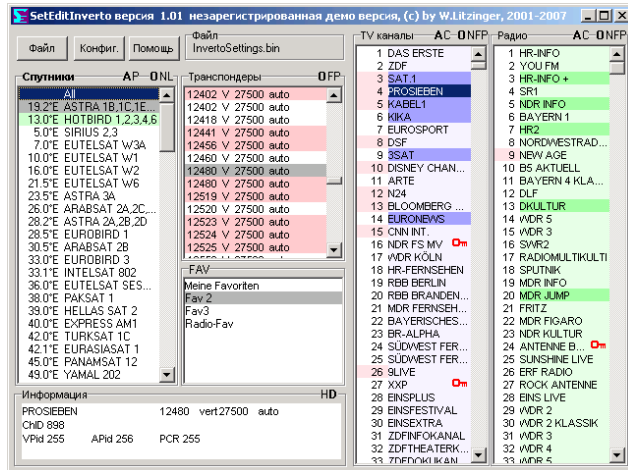 SetEditInverto версия 1.01 незарегистрированная демо версия, (c) by W.Litzinger, 2001-2007
Файл
Конфиг.
Помощь
Файл
InvertoSettings.bin
Спутники A P O N L
All
19.2°E ASTRA 1B,1C,1E...
13.0°E HOTBIRD 1,2,3,4,6
5.0°E SIRIUS 2,3
7.0°E EUTELSAT W3A
10.0°E EUTELSAT W1
16.0°E EUTELSAT W2
21.5°E EUTELSAT W6
23.5°E ASTRA 3A
26.0°E ARABSAT 2A,2C,...
28.2°E ASTRA 2A,2B,2D
28.5°E EUROBIRD 1
30.5°E ARABSAT 2B
33.0°E EUROBIRD 3
33.1°E INTELSAT 802
36.0°E EUTELSAT SES...
38.0°E PAKSAT 1
39.0°E HELLAS SAT 2
40.0°E EXPRESS AM1
42.0°E TURKSAT 1C
42.1°E EURASIASAT 1
45.0°E PANAMSAT 12
49.0°E YAMAL 202
Транспондеры O F P
12402 V 27500 auto
12402 V 27500 auto
12418 V 27500 auto
12441 V 27500 auto
12456 V 27500 auto
12460 V 27500 auto
12480 V 27500 auto
12480 V 27500 auto
12519 V 27500 auto
12520 V 27500 auto
12523 V 27500 auto
12524 V 27500 auto
12525 V 27500 auto
FAV
Meine Favoriten
Fav 2
Fav3
Radio-Fav
Информация HD
PROSIEBEN 12480 vert 27500 auto
ChID 898
VPid 255 APid 256 PCR 255
TV каналы A C O N F P
1 DAS ERSTE
2 ZDF
3 SAT.1
4 PROSIEBEN
5 KABEL1
6 KIKA
7 EUROSPORT
8 DSF
9 3SAT
10 DISNEY CHAN...
11 ARTE
12 N24
13 BLOOMBERG ...
14 EURONEWS
15 CNN INT.
16 NDR FS MV
17 WDR KÖLN
18 HR-FERNSEHEN
19 RBB BERLIN
20 RBB BRANDEN...
21 MDR FERNSEH...
22 BAYERISCHES...
23 BR-ALPHA
24 SÜDWEST FER...
25 SÜDWEST FER...
26 9LIVE
27 XXP
28 EINSPLUS
29 EINSFESTIVAL
30 EINSEXTRA
31 ZDFINFOKANAL
32 ZDFTHEATERK...
33 ZDFDOKUKAN...
Радио A C O N F P
1 HR-INFO
2 YOU FM
3 HR-INFO +
4 SR1
5 NDR INFO
6 BAYERN 1
7 HR2
8 NORDWESTRAD...
9 NEW AGE
10 B5 AKTUELL
11 BAYERN 4 KLA...
12 DLF
13 DKULTUR
14 WDR 5
15 WDR 3
16 SWR2
17 RADIOMULTIKULTI
18 SPUTNIK
19 MDR INFO
20 MDR JUMP
21 FRITZ
22 MDR FIGARO
23 NDR KULTUR
24 ANTENNE B...
25 SUNSHINE LIVE
26 ERF RADIO
27 ROCK ANTENNE
28 EINS LIVE
29 WDR 2
30 WDR 2 KLASSIK
31 WDR 3
32 WDR 4
33 WDR 5